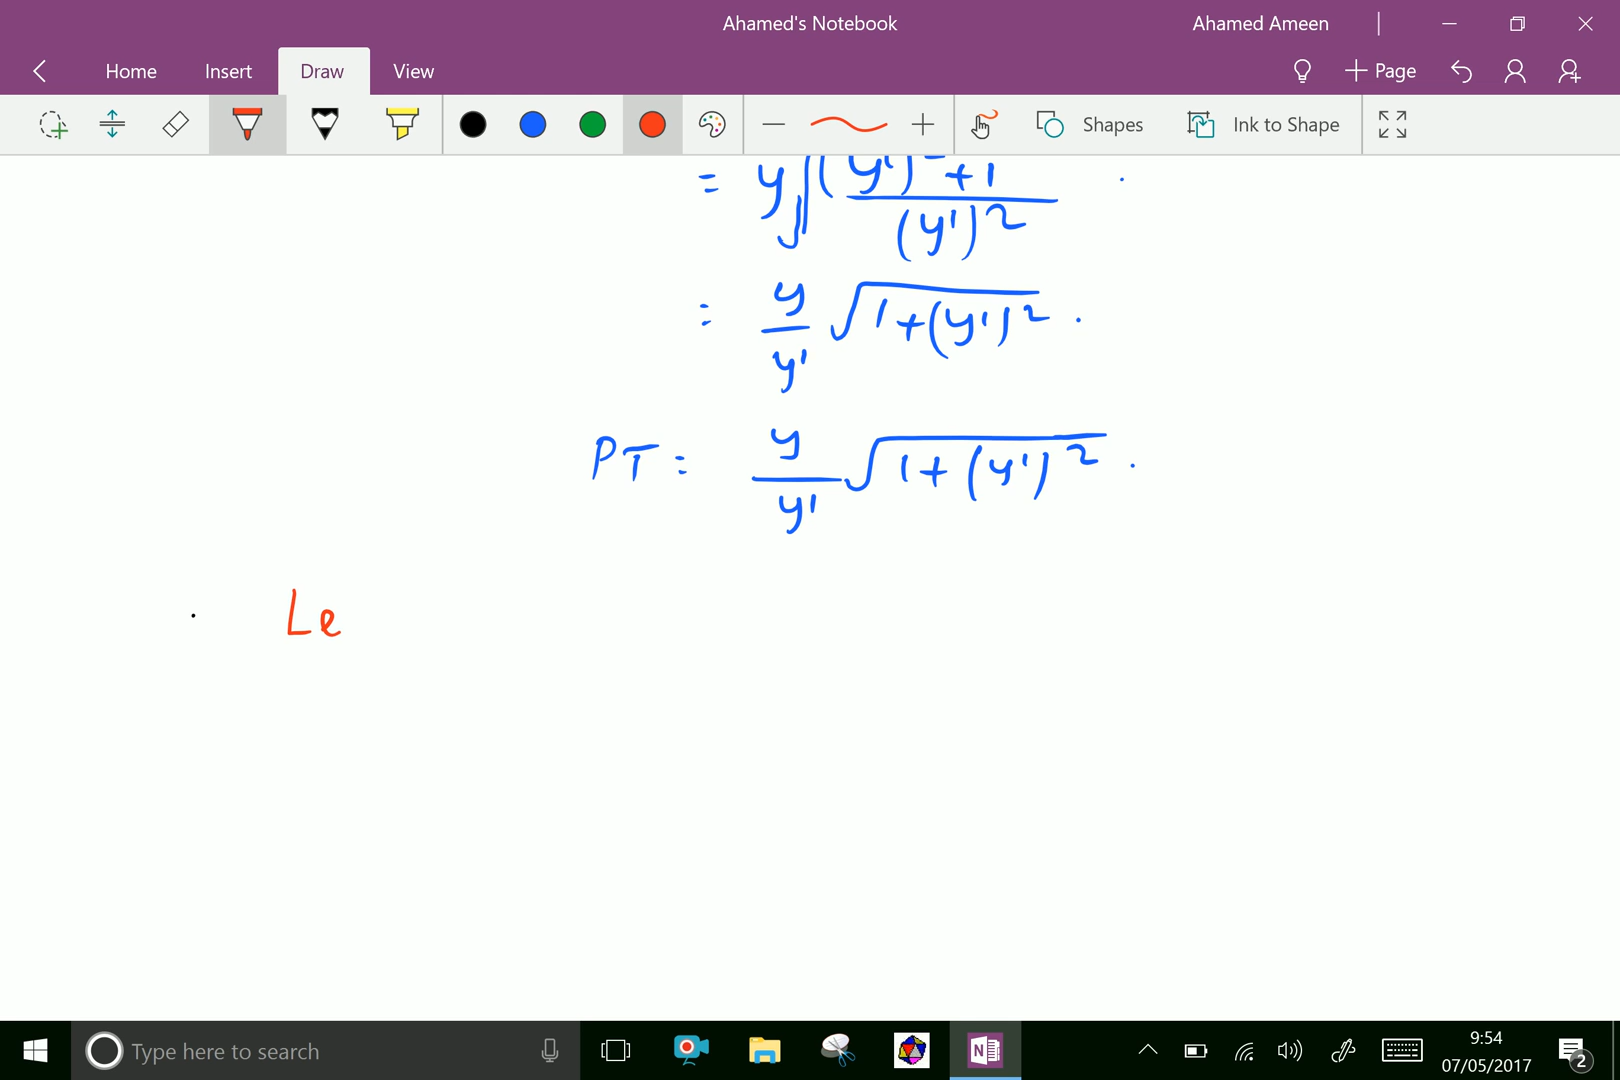 Ahamed's Notebook
Ahamed Ameen
Home Insert Draw View
Page
Shapes
Ink to Shape
= y√((y')² + 1)/(y')²
= y/y' √(1+(y')²).
PT = y/y' √(1+(y')²).
Le
Type here to search
N
9:54
07/05/2017
2